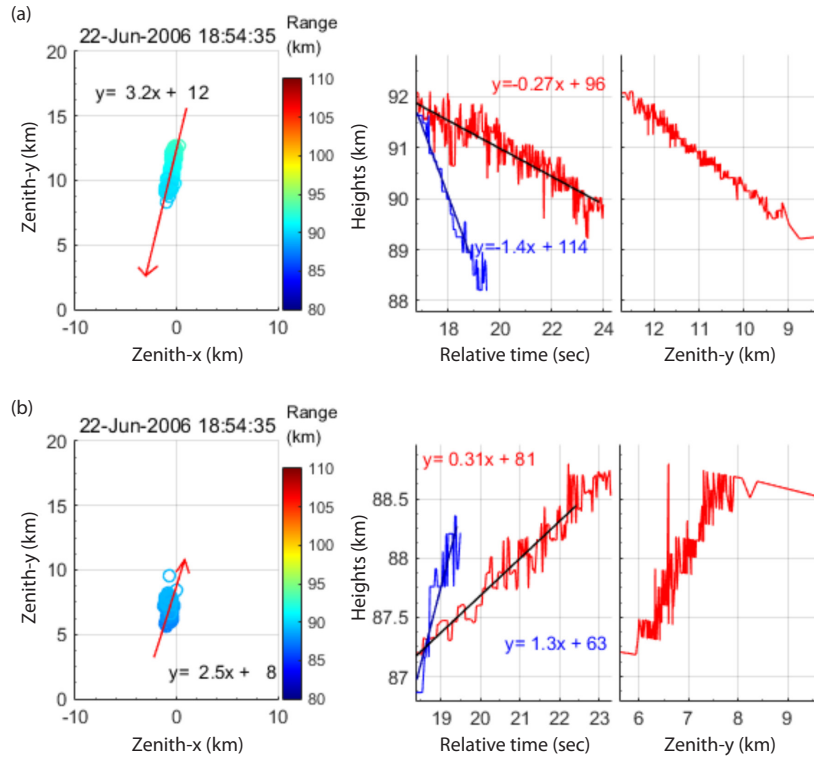 (a)
22-Jun-2006 18:54:35
Range
(km)
20
15
10
5
0
Zenith-y (km)
y= 3.2x + 12
-10
0
10
Zenith-x (km)
110
105
100
95
90
85
80
Heights (km)
92
91
90
89
88
y=-0.27x + 96
y=-1.4x + 114
18
20
22
24
Relative time (sec)
12
11
10
9
Zenith-y (km)
(b)
22-Jun-2006 18:54:35
Range
(km)
20
15
10
5
0
Zenith-y (km)
y= 2.5x + 8
-10
0
10
Zenith-x (km)
110
105
100
95
90
85
80
Heights (km)
88.5
88
87.5
87
y= 0.31x + 81
y= 1.3x + 63
19
20
21
22
23
Relative time (sec)
6
7
8
9
Zenith-y (km)